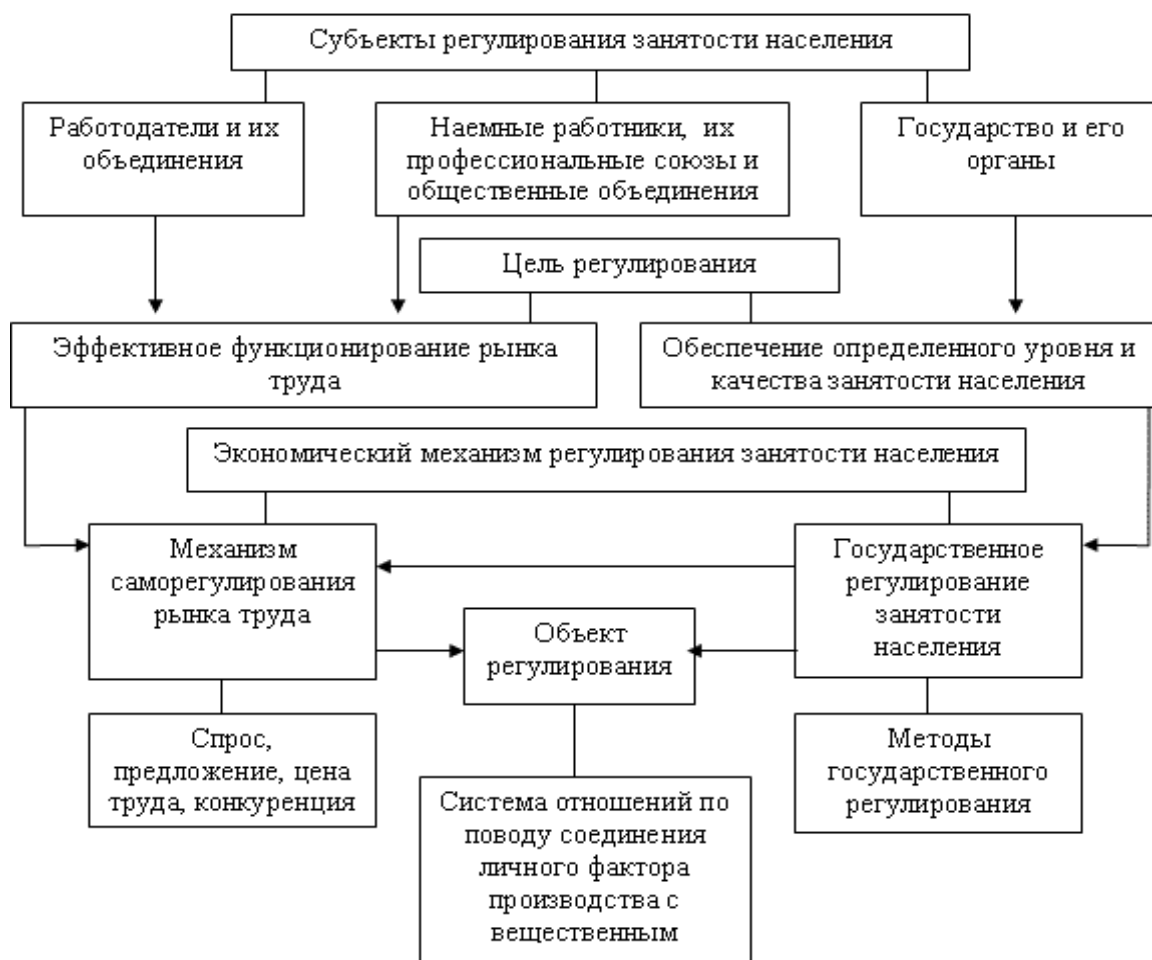 Субъекты регулирования занятости населения
Работодатели и их
объединения
Наемные работники, их
профессиональные союзы и
общественные объединения
Государство и его
органы
Цель регулирования
Эффективное функционирование рынка
труда
Обеспечение определенного уровня и
качества занятости населения
Экономический механизм регулирования занятости населения
Механизм
саморегулирования
рынка труда
Государственное
регулирование
занятости
населения
Объект
регулирования
Спрос,
предложение, цена
труда, конкуренция
Методы
государственного
регулирования
Система отношений по
поводу соединения
личного фактора
производства с
вещественным